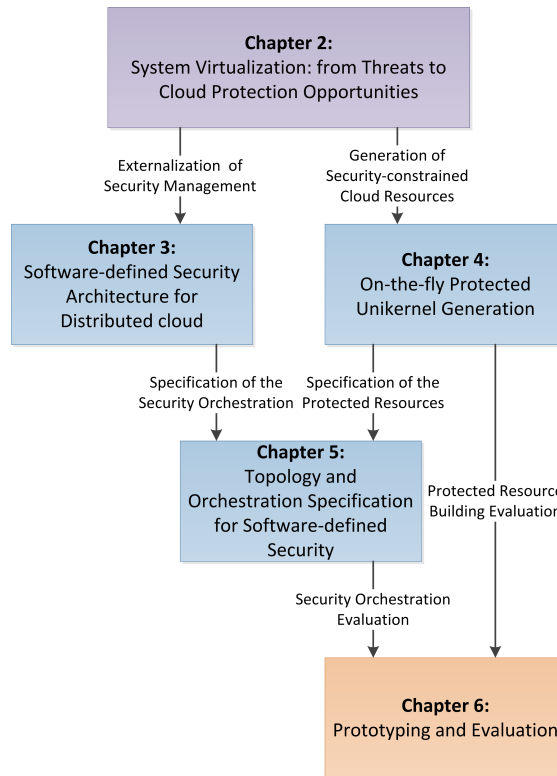 Chapter 2:
System Virtualization: from Threats to
Cloud Protection Opportunities
Externalization of
Security Management
Generation of
Security-constrained
Cloud Resources
Chapter 3:
Software-defined Security
Architecture for
Distributed cloud
Chapter 4:
On-the-fly Protected
Unikernel Generation
Specification of the
Security Orchestration
Specification of the
Protected Resources
Chapter 5:
Topology and
Orchestration Specification
for Software-defined
Security
Protected Resource
Building Evaluation
Security Orchestration
Evaluation
Chapter 6:
Prototyping and Evaluation